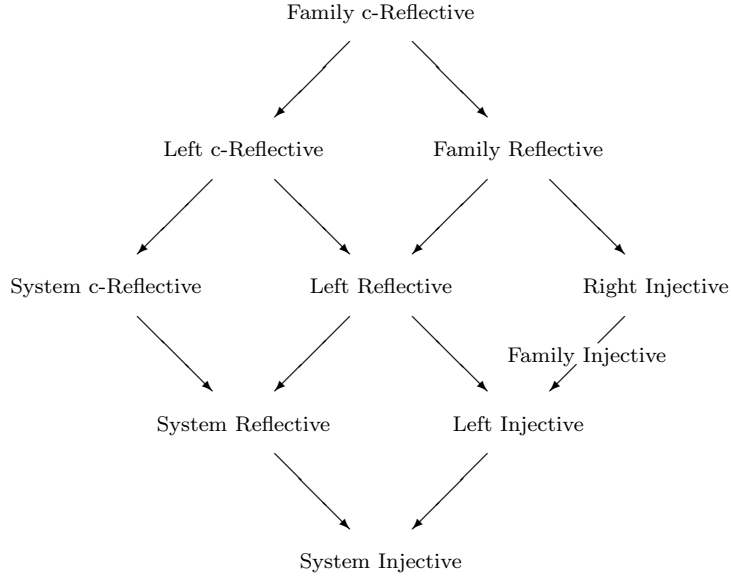 Family c-Reflective
Left c-Reflective
Family Reflective
System c-Reflective
Left Reflective
Right Injective
Family Injective
System Reflective
Left Injective
System Injective